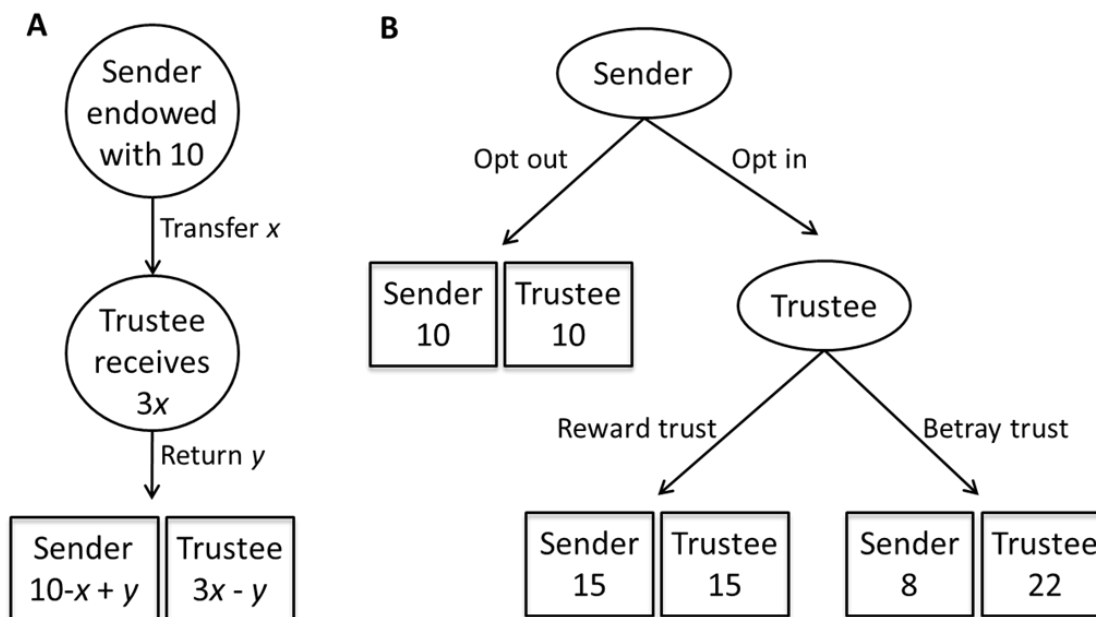 A
Sender
endowed
with 10
Transfer x
Trustee
receives
3x
Return y
Sender
10-x + y
Trustee
3x - y
B
Sender
Opt out
Opt in
Sender
10
Trustee
10
Trustee
Reward trust
Betray trust
Sender
15
Trustee
15
Sender
8
Trustee
22